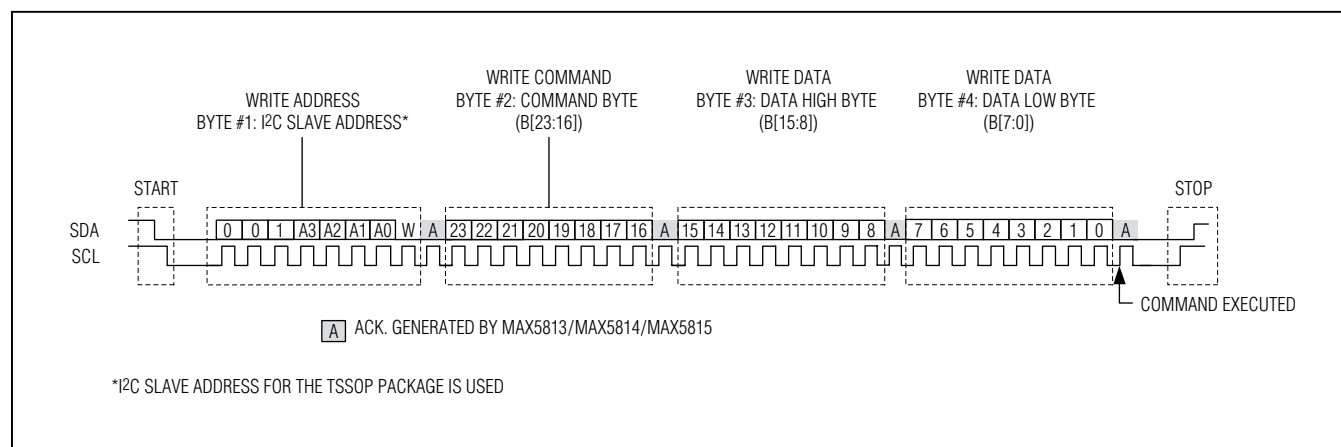 WRITE ADDRESS
BYTE #1: I²C SLAVE ADDRESS*
WRITE COMMAND
BYTE #2: COMMAND BYTE
(B[23:16])
WRITE DATA
BYTE #3: DATA HIGH BYTE
(B[15:8])
WRITE DATA
BYTE #4: DATA LOW BYTE
(B[7:0])
START
STOP
SDA
0 0 1 A3 A2 A1 A0 W A 23 22 21 20 19 18 17 16 A 15 14 13 12 11 10 9 8 A 7 6 5 4 3 2 1 0 A
SCL
COMMAND EXECUTED
A ACK. GENERATED BY MAX5813/MAX5814/MAX5815
*I²C SLAVE ADDRESS FOR THE TSSOP PACKAGE IS USED